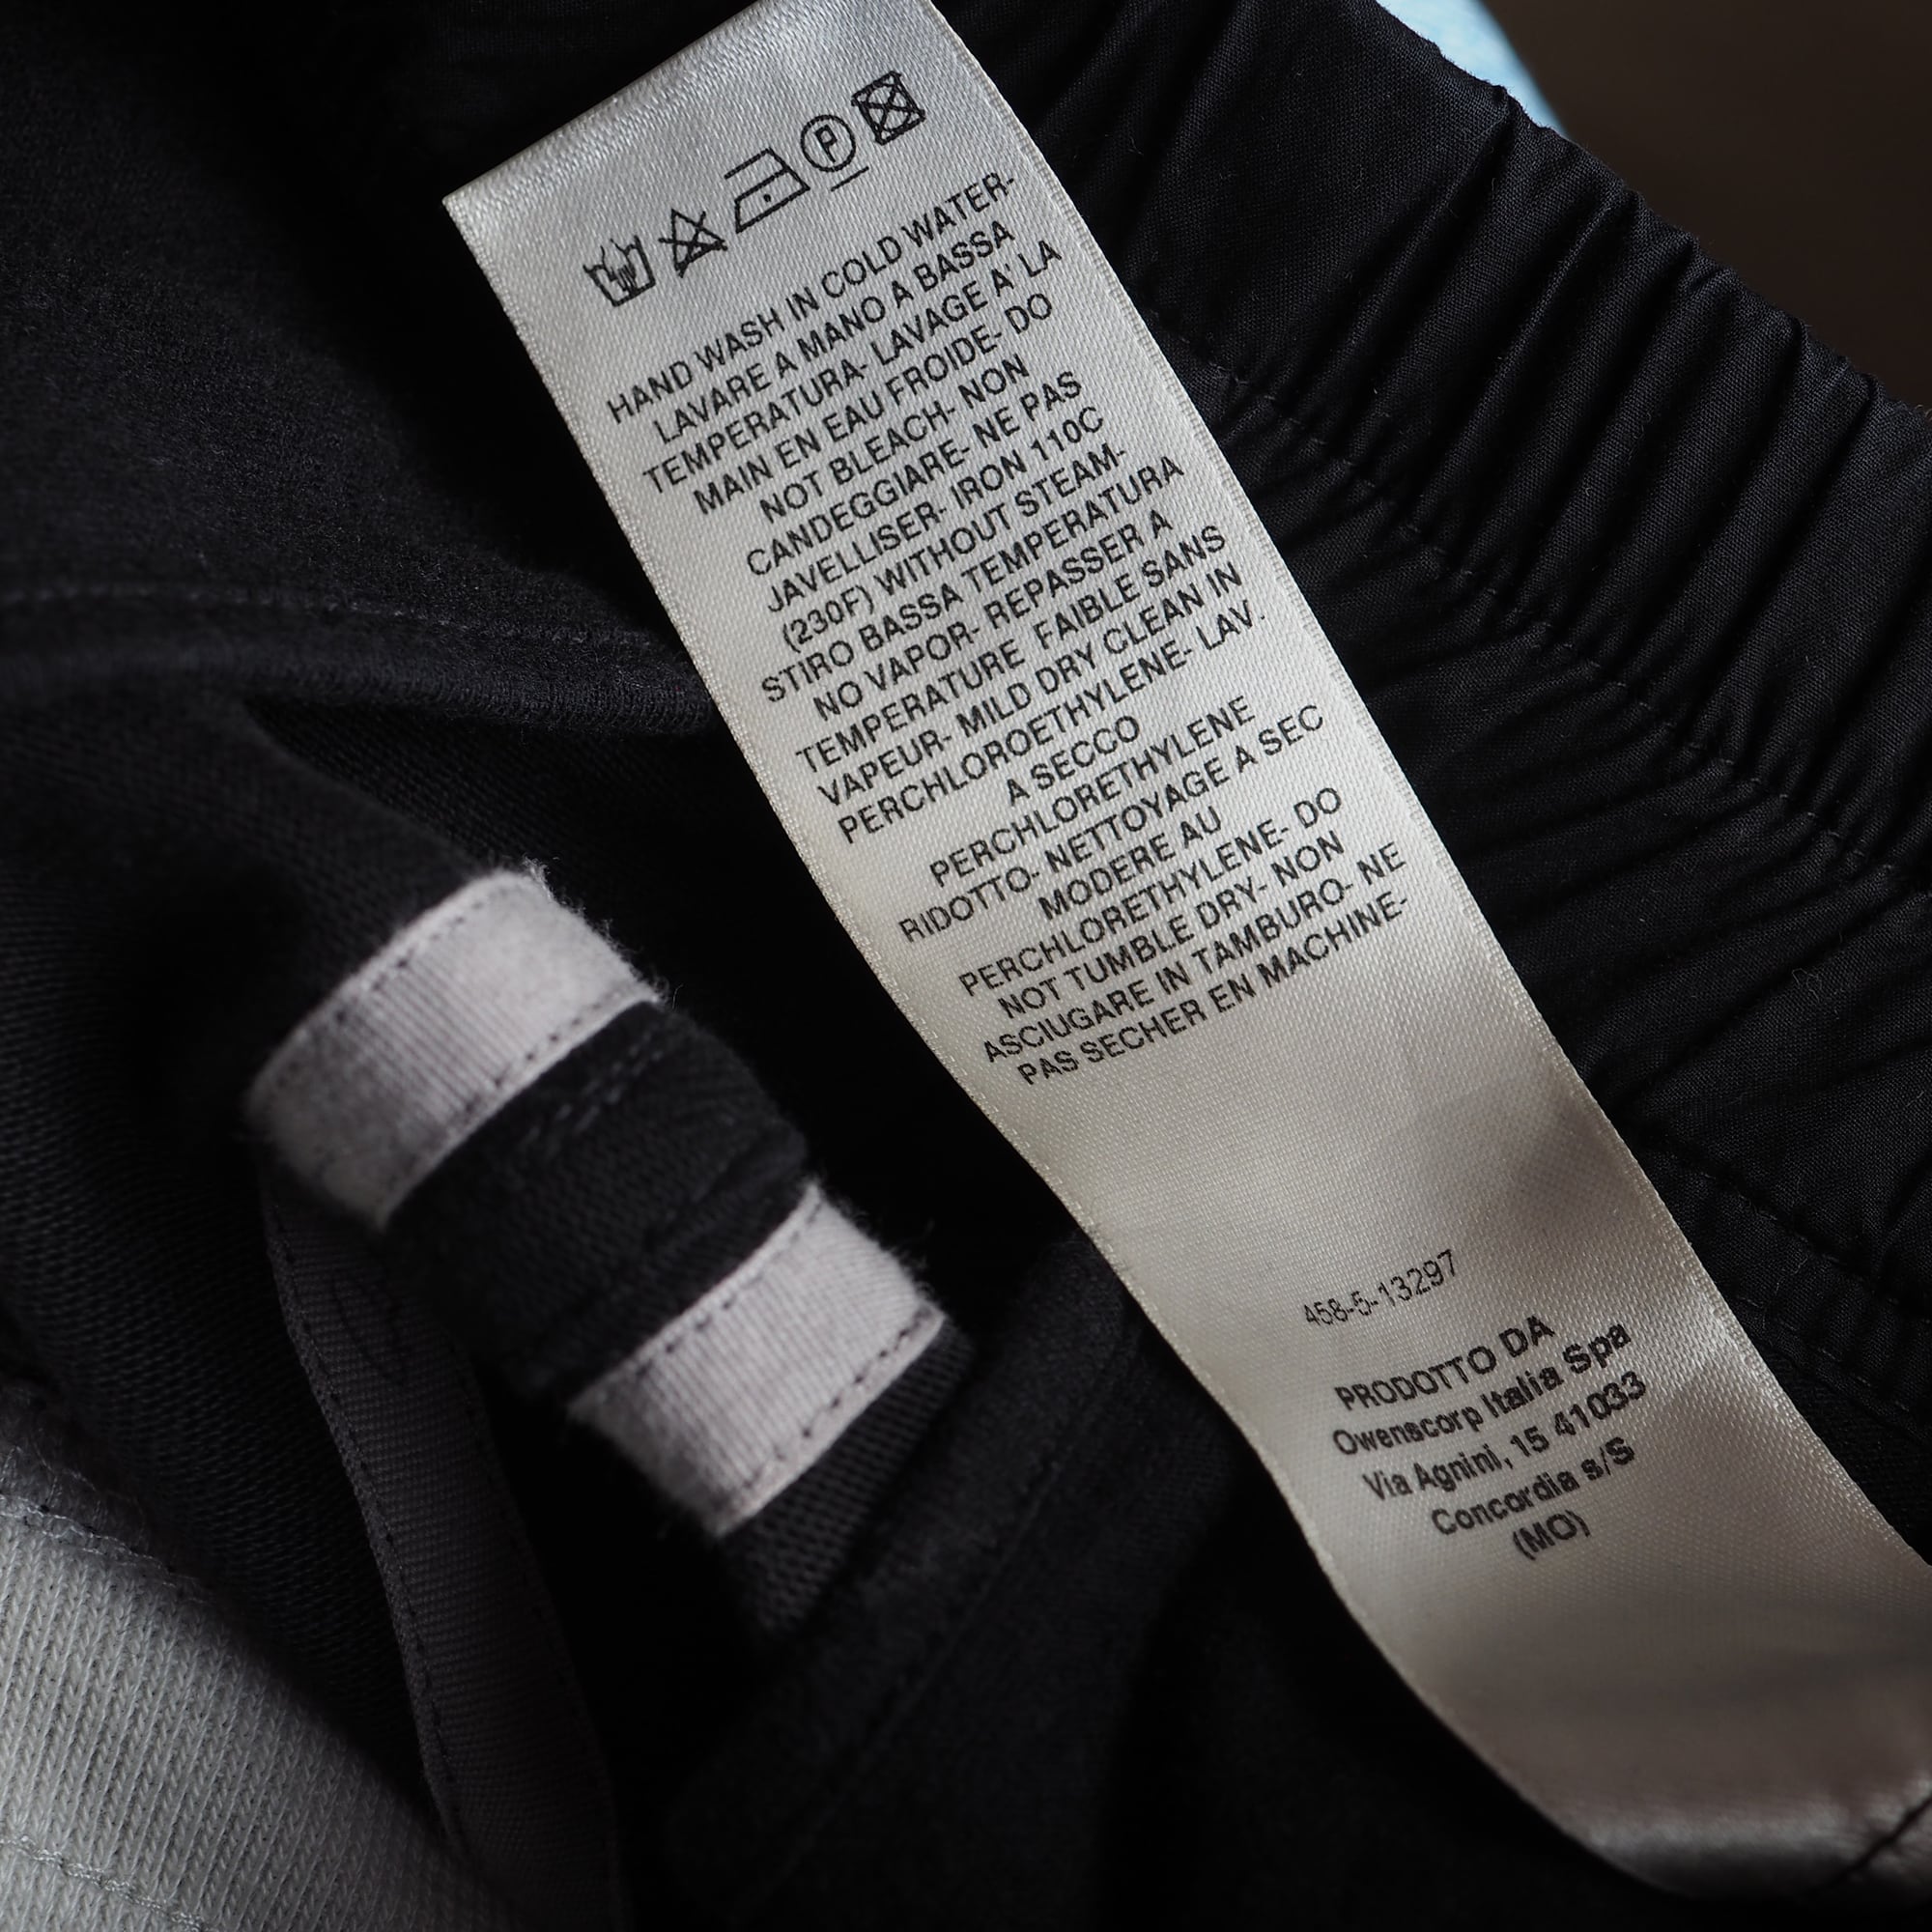 P
HAND WASH IN COLD WATER-
LAVARE A MANO A BASSA
TEMPERATURA- LAVAGE A' LA
MAIN EN EAU FROIDE- DO
NOT BLEACH- NON
CANDEGGIARE- NE PAS
JAVELLISER- IRON 110C
(230F) WITHOUT STEAM-
STIRO BASSA TEMPERATURA
NO VAPOR- REPASSER A
TEMPERATURE FAIBLE SANS
VAPEUR- MILD DRY CLEAN IN
PERCHLOROETHYLENE- LAV.
A SECCO
PERCHLORETHYLENE
RIDOTTO- NETTOYAGE A SEC
MODERE AU
PERCHLORETHYLENE- DO
NOT TUMBLE DRY- NON
ASCIUGARE IN TAMBURO- NE
PAS SECHER EN MACHINE-
458-5-13297
PRODOTTO DA
Owenscorp Italia Spa
Via Agnini, 15 41033
Concordia s/S
(MO)